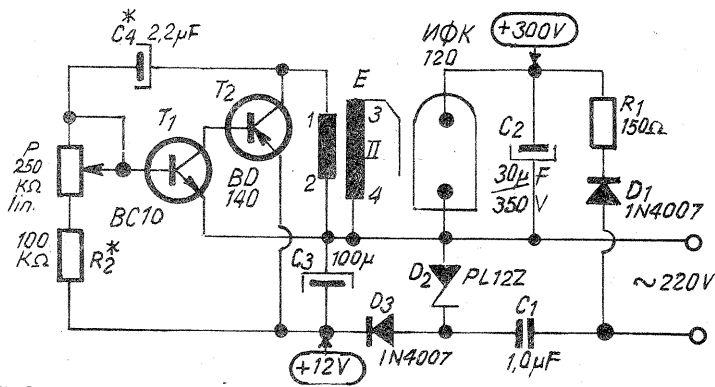 C4*
2,2μF
ИФК
120
+300V
T1
T2
E
1
2
3
II
4
C2
30μF
350V
R1
150Ω
D1
1N4007
P
250
KΩ
lin.
BC10
BD
140
100
KΩ
R2*
C3
100μ
D2
PL12Z
~220V
D3
1N4007
C1
1,0μF
+12V